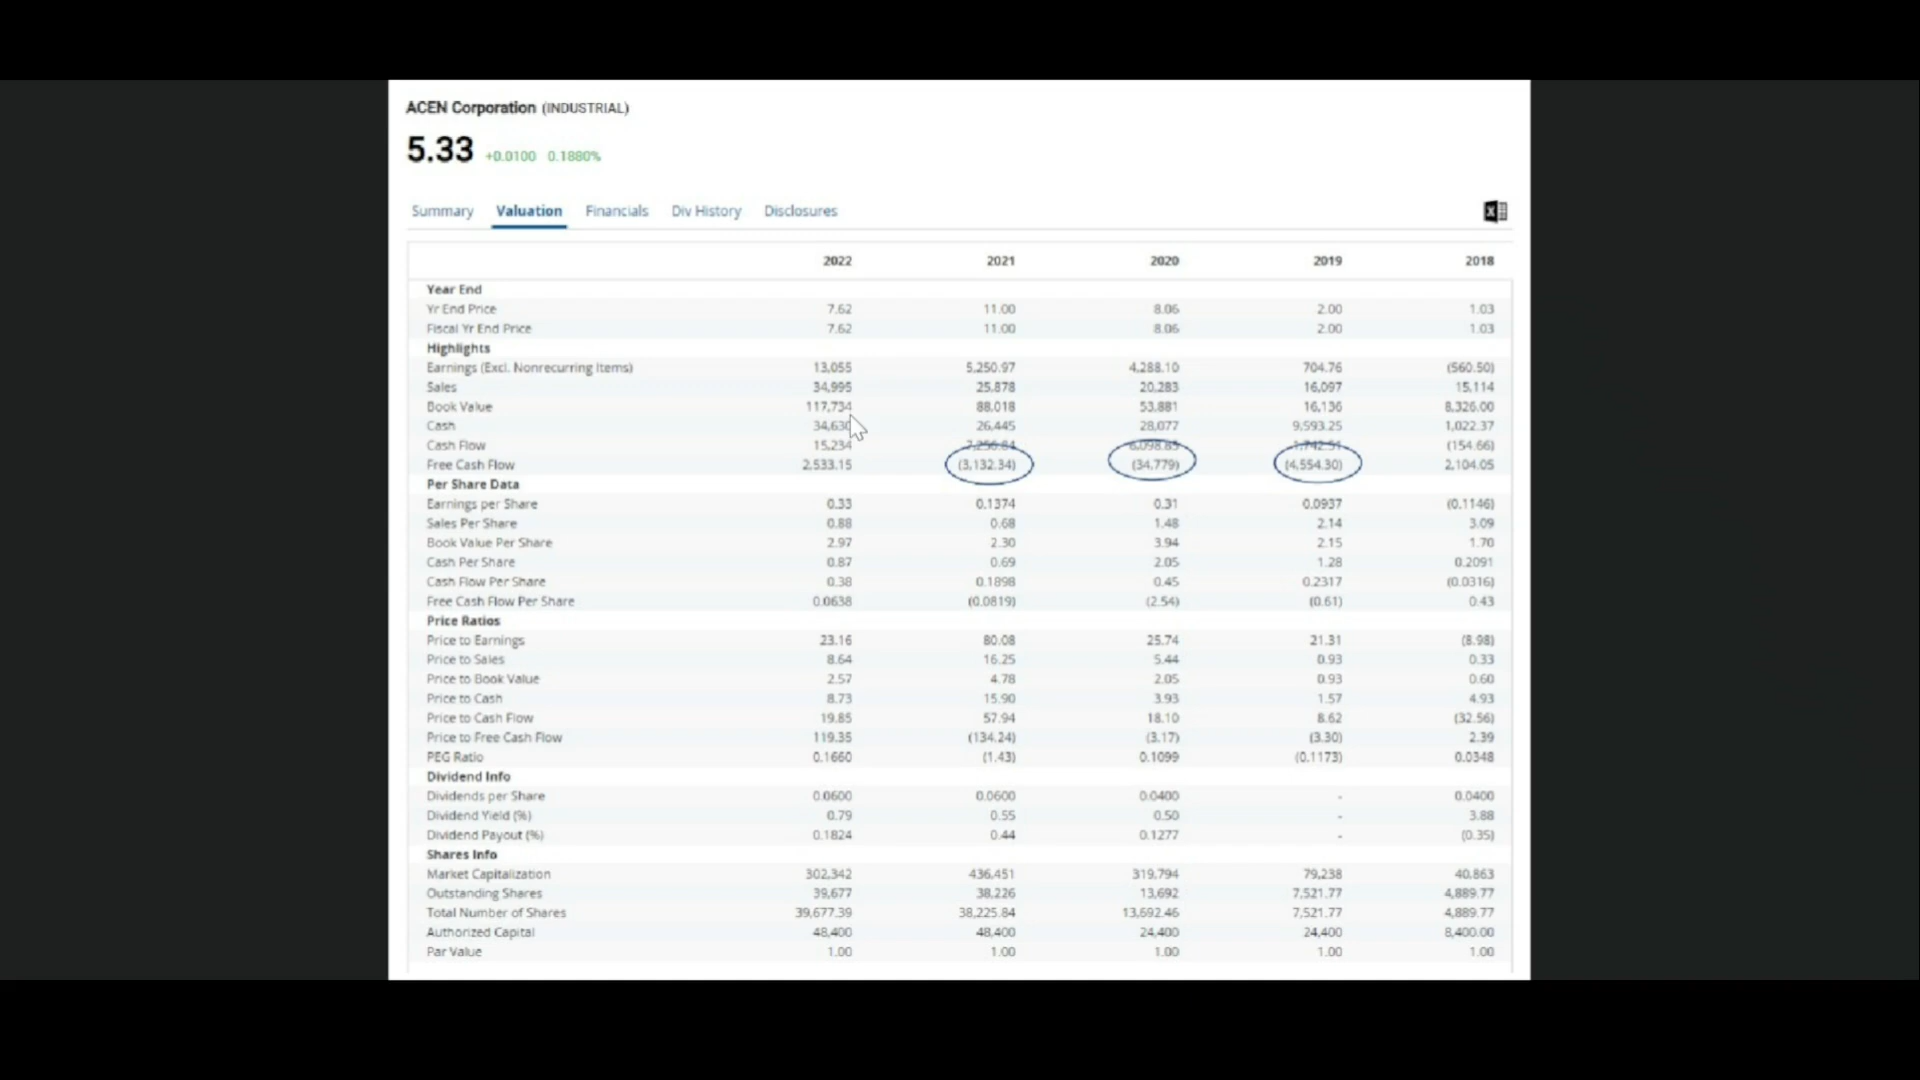 ACEN Corporation (INDUSTRIAL)
5.33 +0.0100 0.1880%
Summary Valuation Financials Div History Disclosures
2022 2021 2020 2019 2018
Year End
Yr End Price 7.62 11.00 8.06 2.00 1.03
Fiscal Yr End Price 7.62 11.00 8.06 2.00 1.03
Highlights
Earnings (Excl. Nonrecurring Items) 13,055 5,250.97 4,288.10 704.76 (560.50)
Sales 34,995 25,878 20,283 16,097 15,114
Book Value 117,734 88,018 53,881 16,136 8,326.00
Cash 34,630 26,445 28,077 9,593.25 1,022.37
Cash Flow 15,234 7,256.84 6,098.85 1,742.51 (154.66)
Free Cash Flow 2,533.15 (3,132.34) (34,779) (4,554.30) 2,104.05
Per Share Data
Earnings per Share 0.33 0.1374 0.31 0.0937 (0.1146)
Sales Per Share 0.88 0.68 1.48 2.14 3.09
Book Value Per Share 2.97 2.30 3.94 2.15 1.70
Cash Per Share 0.87 0.69 2.05 1.28 0.2091
Cash Flow Per Share 0.38 0.1898 0.45 0.2317 (0.0316)
Free Cash Flow Per Share 0.0638 (0.0819) (2.54) (0.61) 0.43
Price Ratios
Price to Earnings 23.16 80.08 25.74 21.31 (8.98)
Price to Sales 8.64 16.25 5.44 0.93 0.33
Price to Book Value 2.57 4.78 2.05 0.93 0.60
Price to Cash 8.73 15.90 3.93 1.57 4.93
Price to Cash Flow 19.85 57.94 18.10 8.62 (32.56)
Price to Free Cash Flow 119.35 (134.24) (3.17) (3.30) 2.39
PEG Ratio 0.1660 (1.43) 0.1099 (0.1173) 0.0348
Dividend Info
Dividends per Share 0.0600 0.0600 0.0400 - 0.0400
Dividend Yield (%) 0.79 0.55 0.50 - 3.88
Dividend Payout (%) 0.1824 0.44 0.1277 - (0.35)
Shares Info
Market Capitalization 302,342 436,451 319,794 79,238 40,863
Outstanding Shares 39,677 38,226 13,692 7,521.77 4,889.77
Total Number of Shares 39,677.39 38,225.84 13,692.46 7,521.77 4,889.77
Authorized Capital 48,400 48,400 24,400 24,400 8,400.00
Par Value 1.00 1.00 1.00 1.00 1.00